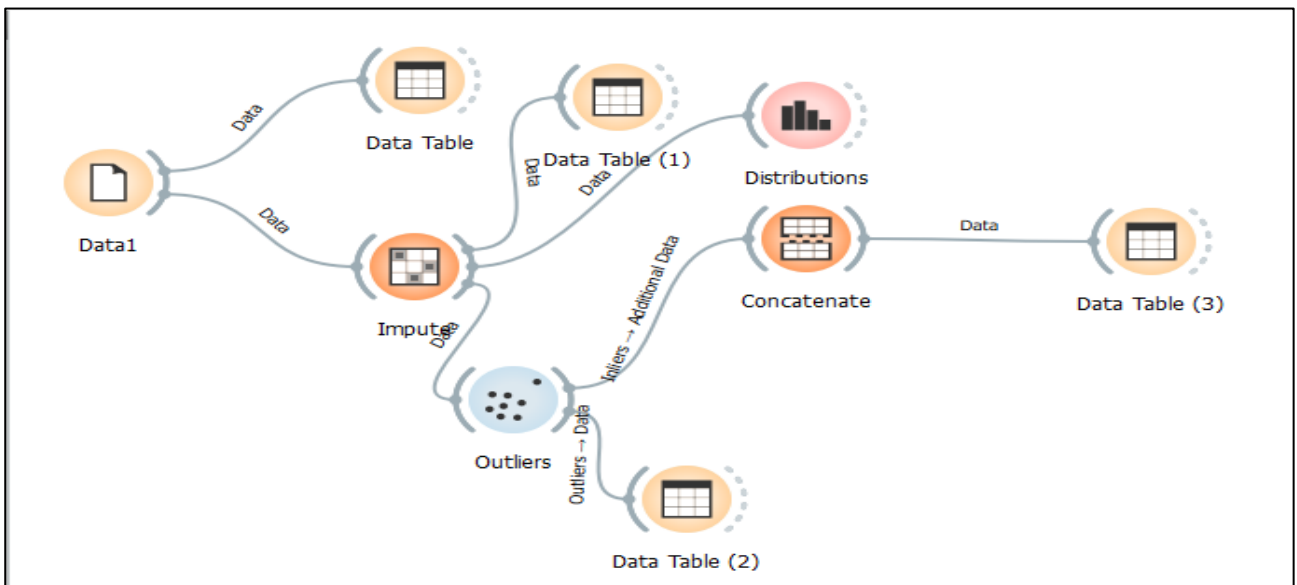 Data
Data Table
Data
Data Table (1)
Data
Distributions
Data1
Data
Impute
Data
Inliers → Additional Data
Concatenate
Data
Data Table (3)
Outliers
Outliers → Data
Data Table (2)